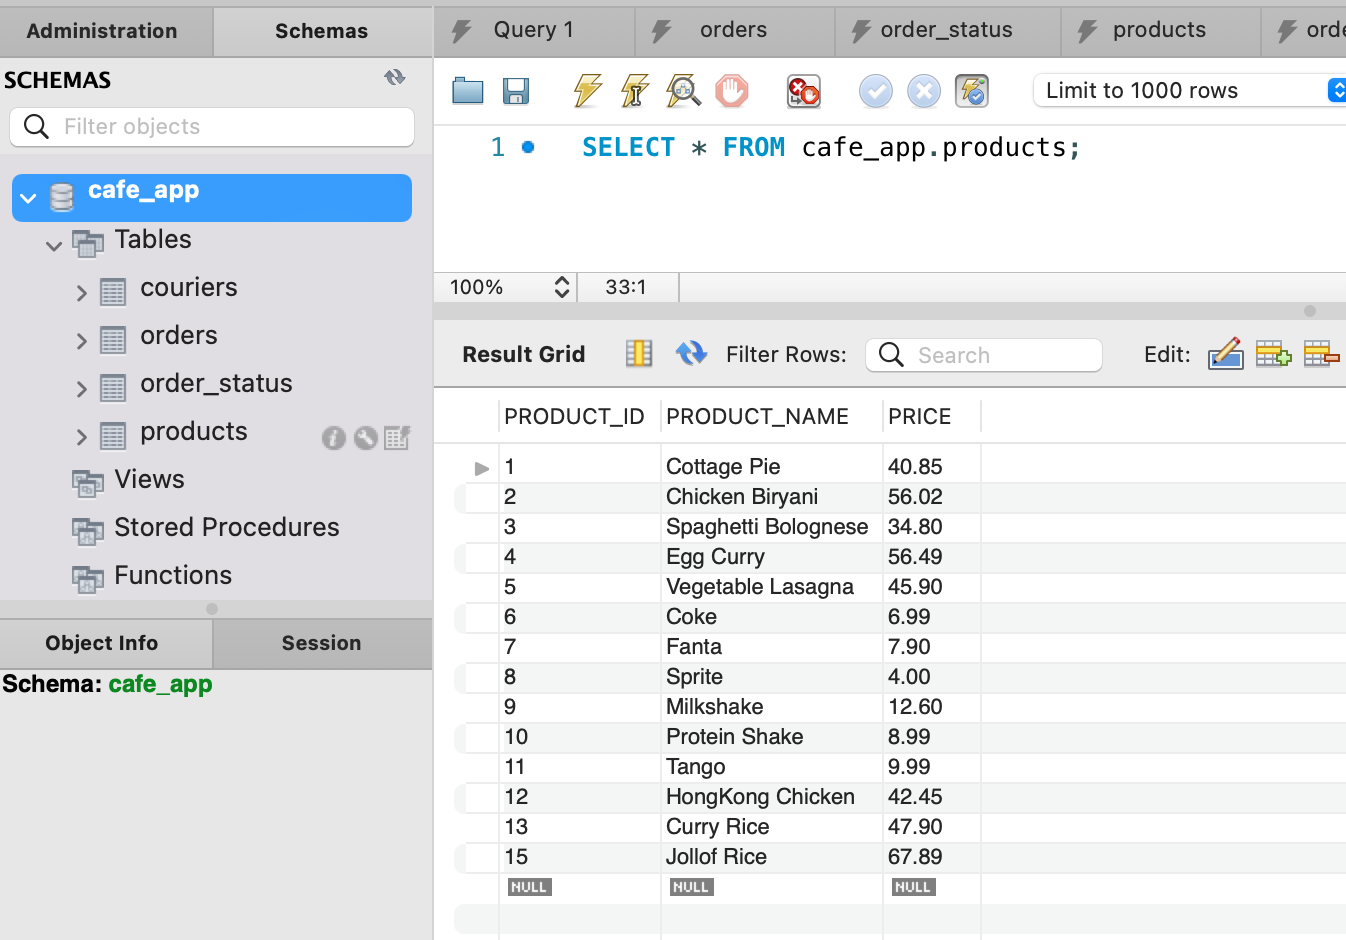 Administration Schemas Query 1 orders order_status products orde
SCHEMAS
Filter objects
Limit to 1000 rows
1 SELECT * FROM cafe_app.products;
cafe_app
Tables
couriers
orders
order_status
products
Views
Stored Procedures
Functions
100% 33:1
Result Grid Filter Rows: Search Edit:
PRODUCT_ID PRODUCT_NAME PRICE
1 Cottage Pie 40.85
2 Chicken Biryani 56.02
3 Spaghetti Bolognese 34.80
4 Egg Curry 56.49
5 Vegetable Lasagna 45.90
6 Coke 6.99
7 Fanta 7.90
8 Sprite 4.00
9 Milkshake 12.60
10 Protein Shake 8.99
11 Tango 9.99
12 HongKong Chicken 42.45
13 Curry Rice 47.90
15 Jollof Rice 67.89
NULL NULL NULL
Object Info Session
Schema: cafe_app